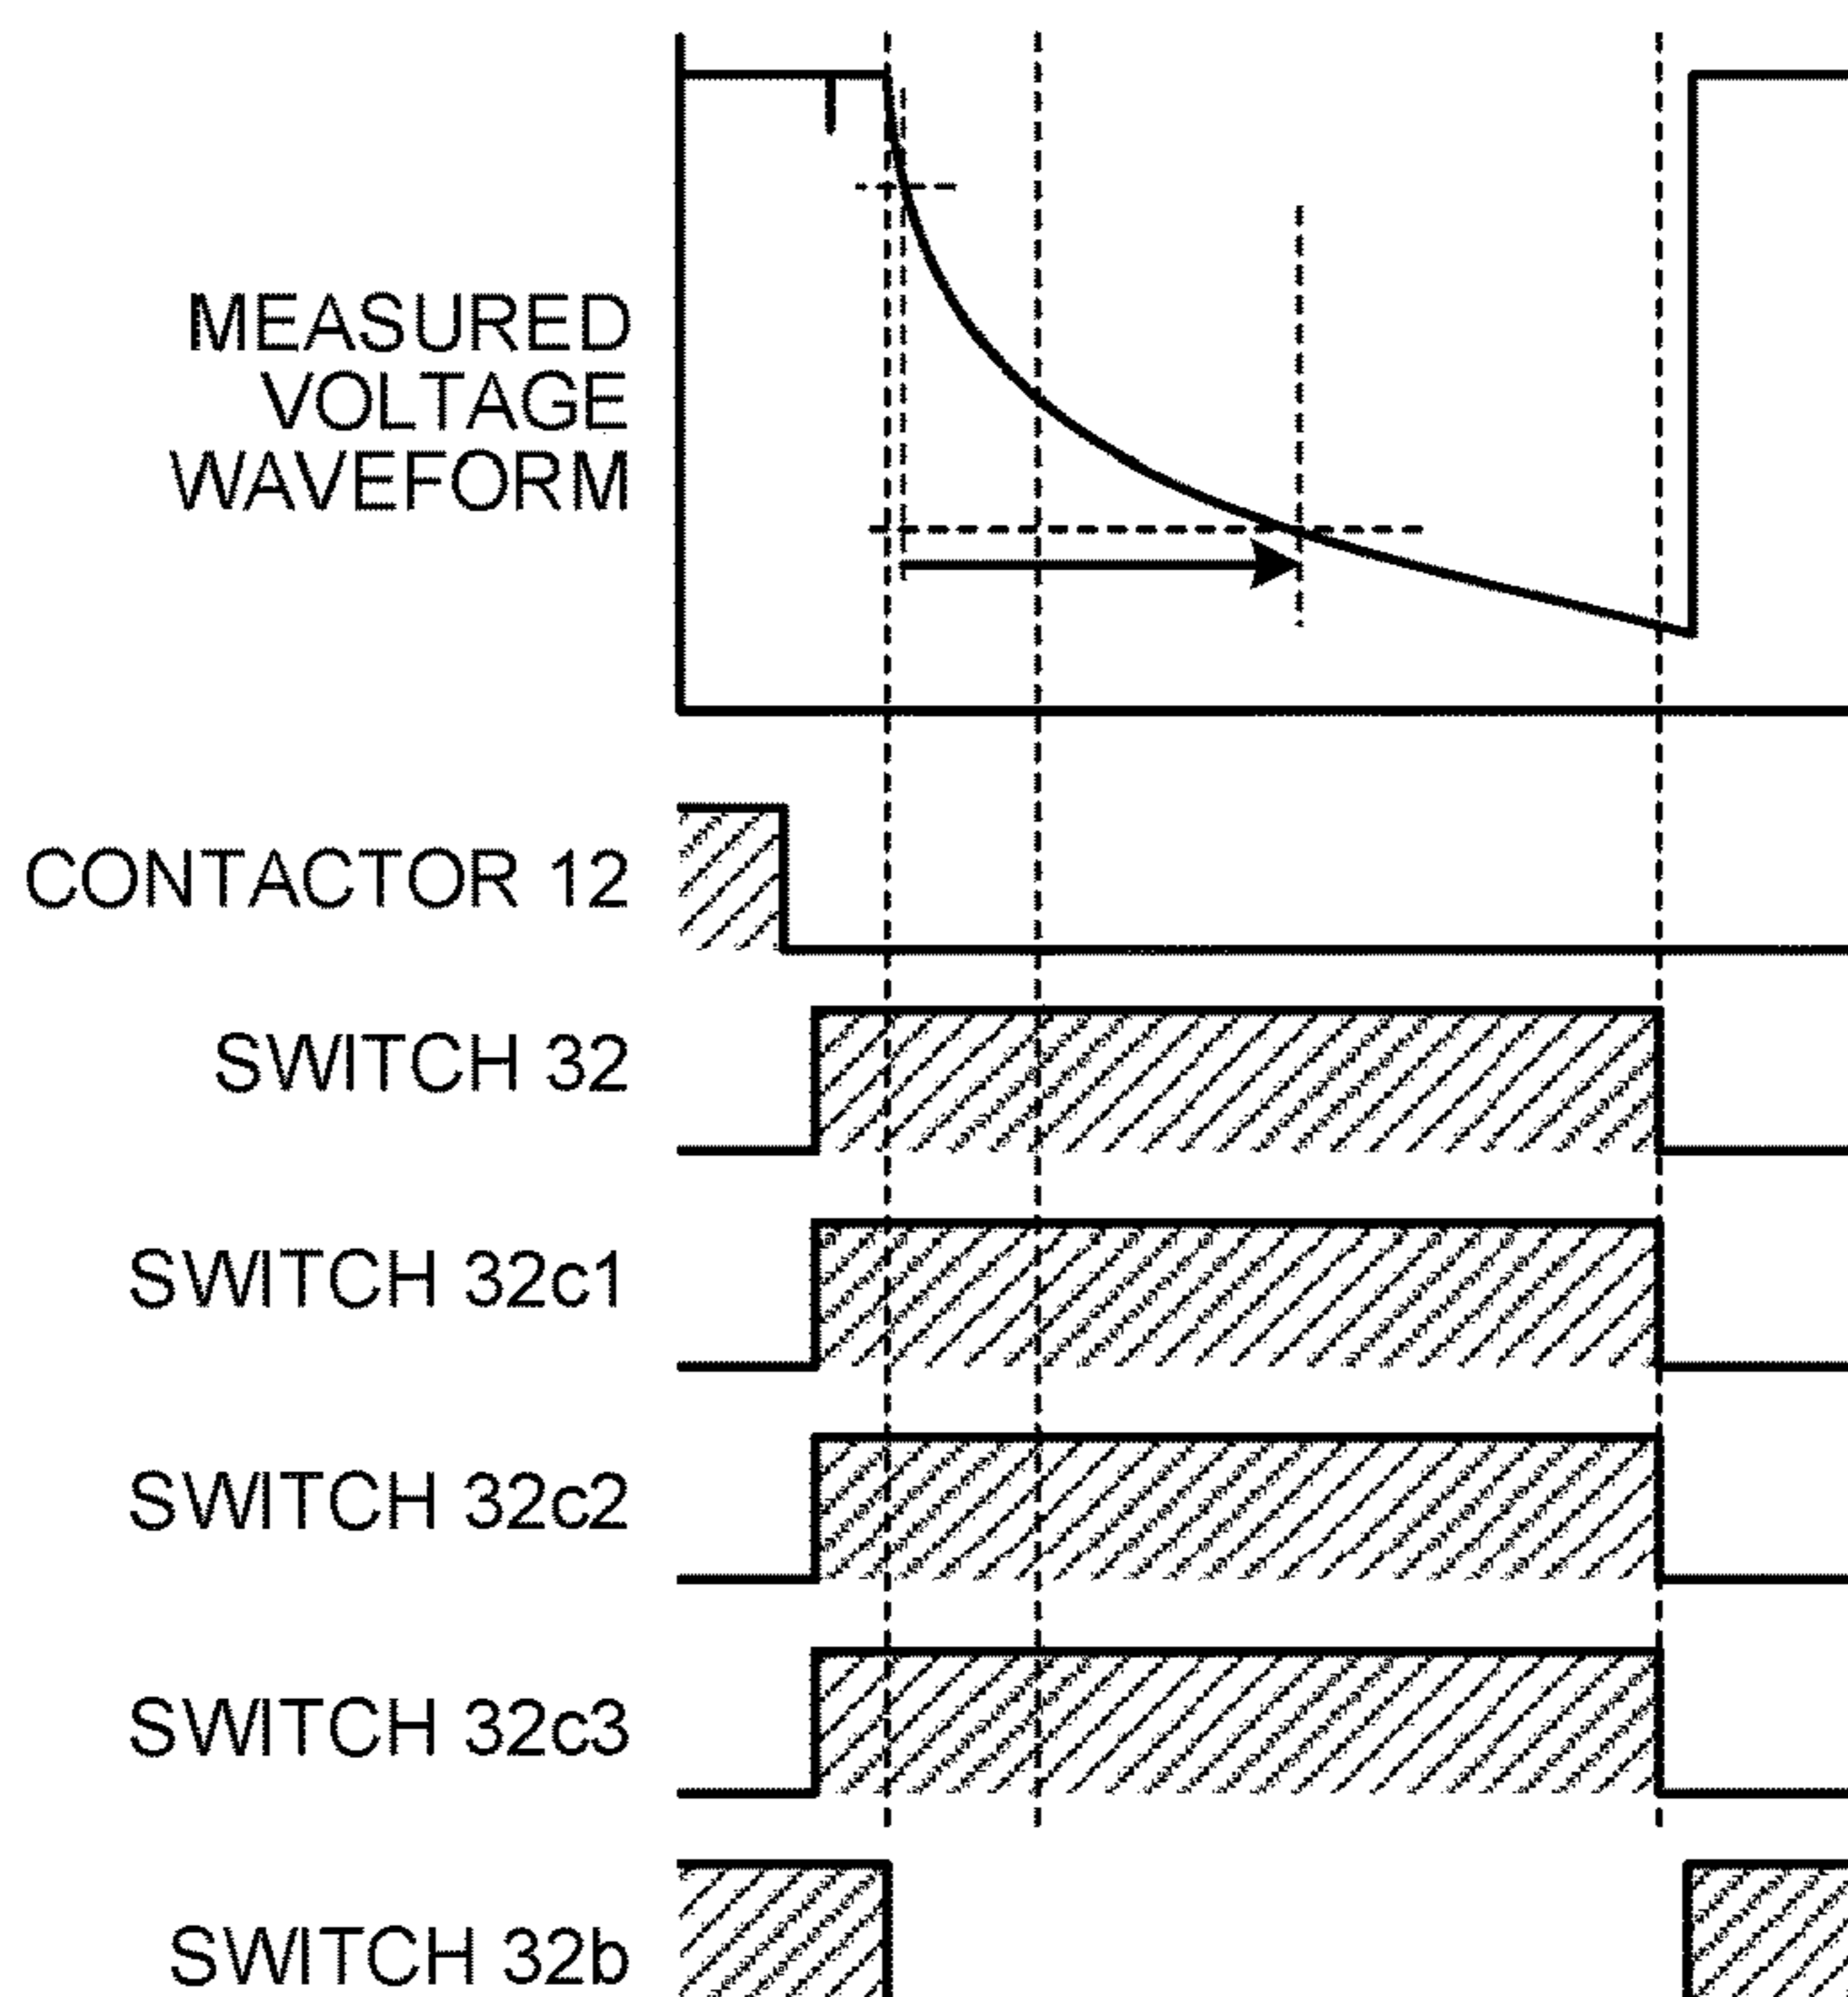 MEASURED
VOLTAGE
WAVEFORM
CONTACTOR 12
SWITCH 32
SWITCH 32c1
SWITCH 32c2
SWITCH 32c3
SWITCH 32b